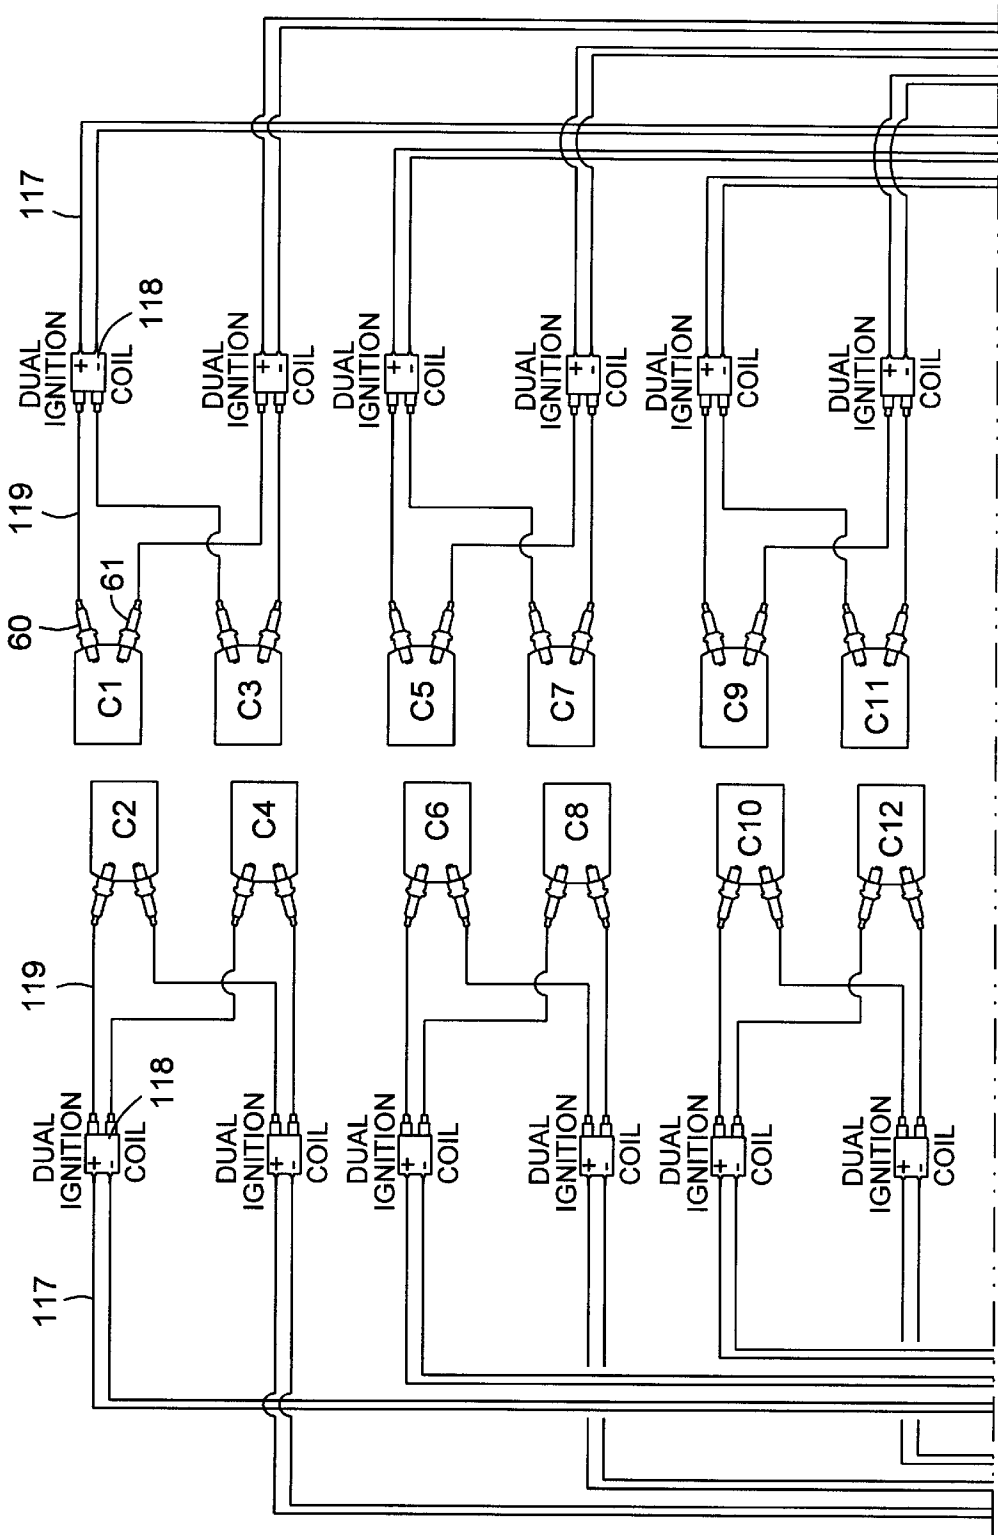 117
DUAL
IGNITION
+
-
COIL
118
119
60
61
C1
DUAL
IGNITION
+
-
COIL
C3
DUAL
IGNITION
+
-
COIL
C5
DUAL
IGNITION
+
-
COIL
C7
DUAL
IGNITION
+
-
COIL
C9
DUAL
IGNITION
+
-
COIL
C11
C2
C4
C6
C8
C10
C12
119
118
DUAL
IGNITION
+
-
COIL
DUAL
IGNITION
+
-
COIL
DUAL
IGNITION
+
-
COIL
DUAL
IGNITION
+
-
COIL
DUAL
IGNITION
+
-
COIL
DUAL
IGNITION
+
-
COIL
117